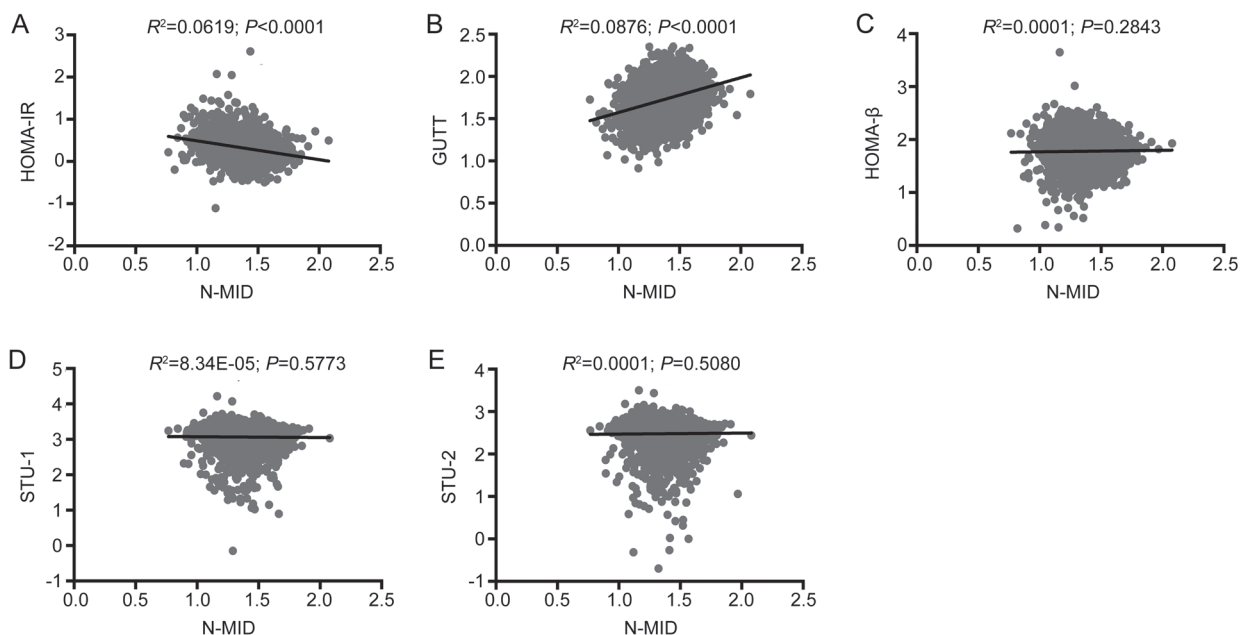 A
R²=0.0619; P<0.0001
3
2
1
0
-1
-2
HOMA-IR
0.0 0.5 1.0 1.5 2.0 2.5
N-MID
B
R²=0.0876; P<0.0001
2.5
2.0
1.5
1.0
0.5
0.0
GUTT
0.0 0.5 1.0 1.5 2.0 2.5
N-MID
C
R²=0.0001; P=0.2843
4
3
2
1
0
HOMA-β
0.0 0.5 1.0 1.5 2.0 2.5
N-MID
D
R²=8.34E-05; P=0.5773
5
4
3
2
1
0
-1
STU-1
0.0 0.5 1.0 1.5 2.0 2.5
N-MID
E
R²=0.0001; P=0.5080
4
3
2
1
0
-1
STU-2
0.0 0.5 1.0 1.5 2.0 2.5
N-MID